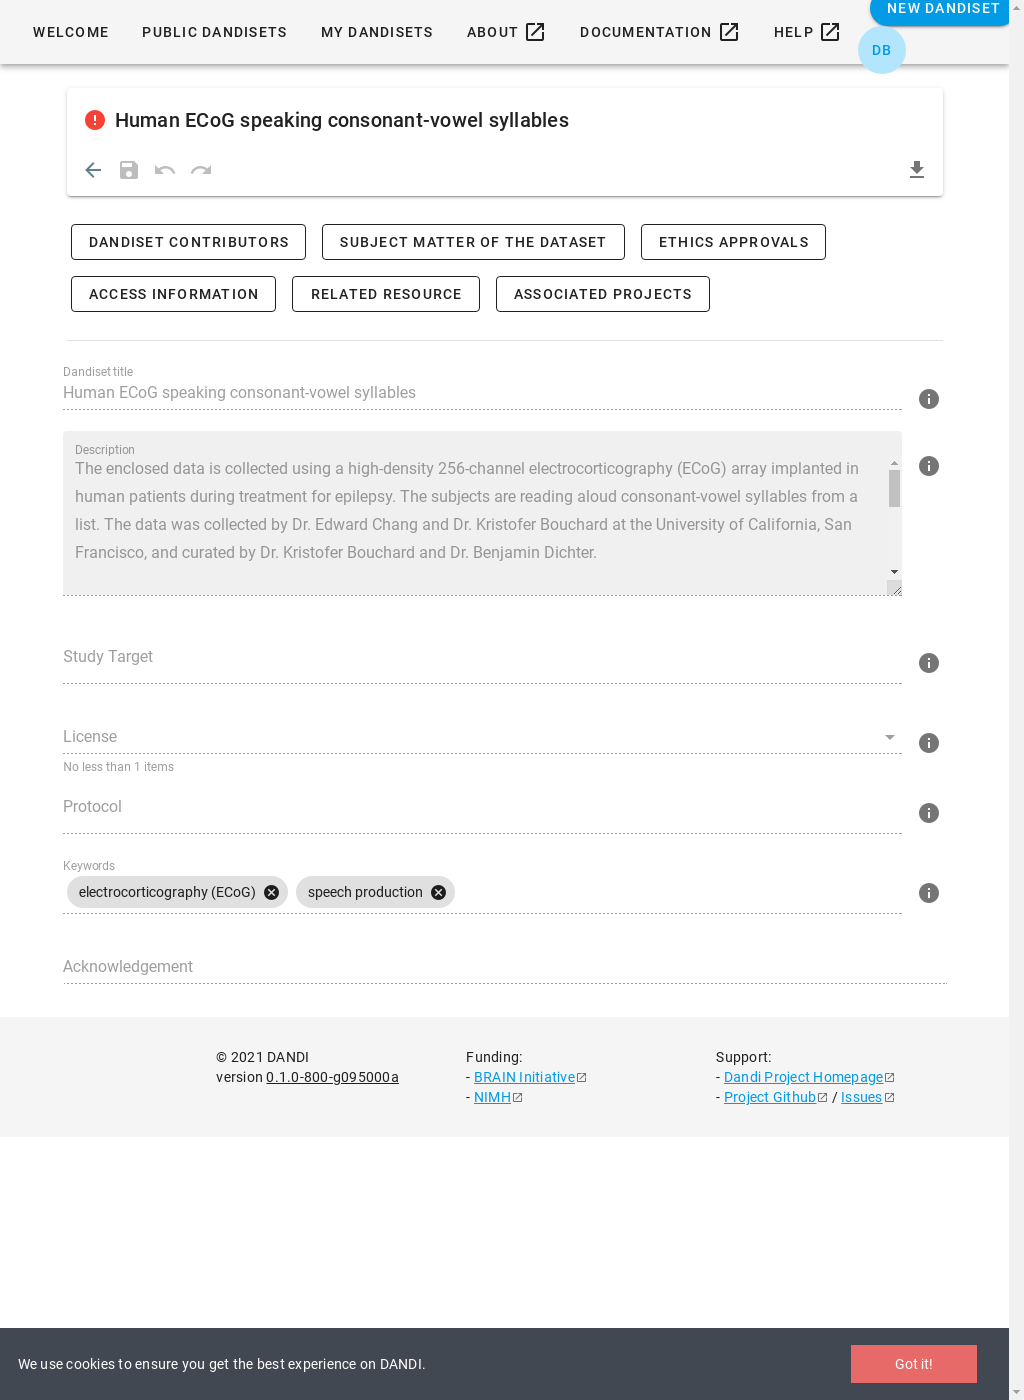 WELCOME PUBLIC DANDISETS MY DANDISETS ABOUT DOCUMENTATION HELP NEW DANDISET
DB
Human ECoG speaking consonant-vowel syllables
DANDISET CONTRIBUTORS SUBJECT MATTER OF THE DATASET ETHICS APPROVALS
ACCESS INFORMATION RELATED RESOURCE ASSOCIATED PROJECTS
Dandiset title
Human ECoG speaking consonant-vowel syllables
Description
The enclosed data is collected using a high-density 256-channel electrocorticography (ECoG) array implanted in
human patients during treatment for epilepsy. The subjects are reading aloud consonant-vowel syllables from a
list. The data was collected by Dr. Edward Chang and Dr. Kristofer Bouchard at the University of California, San
Francisco, and curated by Dr. Kristofer Bouchard and Dr. Benjamin Dichter.
Study Target
License
No less than 1 items
Protocol
Keywords
electrocorticography (ECoG) speech production
Acknowledgement
© 2021 DANDI
version 0.1.0-800-g095000a
Funding:
- BRAIN Initiative
- NIMH
Support:
- Dandi Project Homepage
- Project Github / Issues
We use cookies to ensure you get the best experience on DANDI.
Got it!